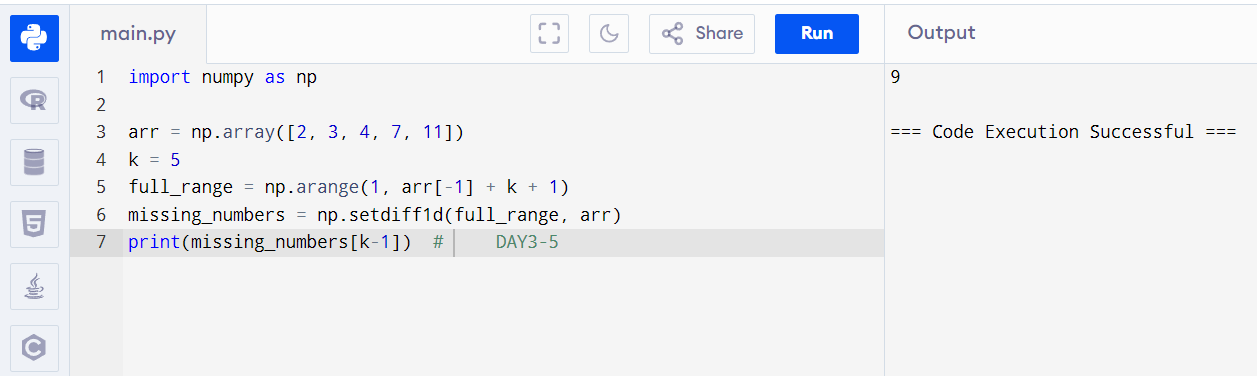 main.py
Share
Run
Output
1 import numpy as np
2
3 arr = np.array([2, 3, 4, 7, 11])
4 k = 5
5 full_range = np.arange(1, arr[-1] + k + 1)
6 missing_numbers = np.setdiff1d(full_range, arr)
7 print(missing_numbers[k-1])  #     DAY3-5
9
=== Code Execution Successful ===
R
5
C